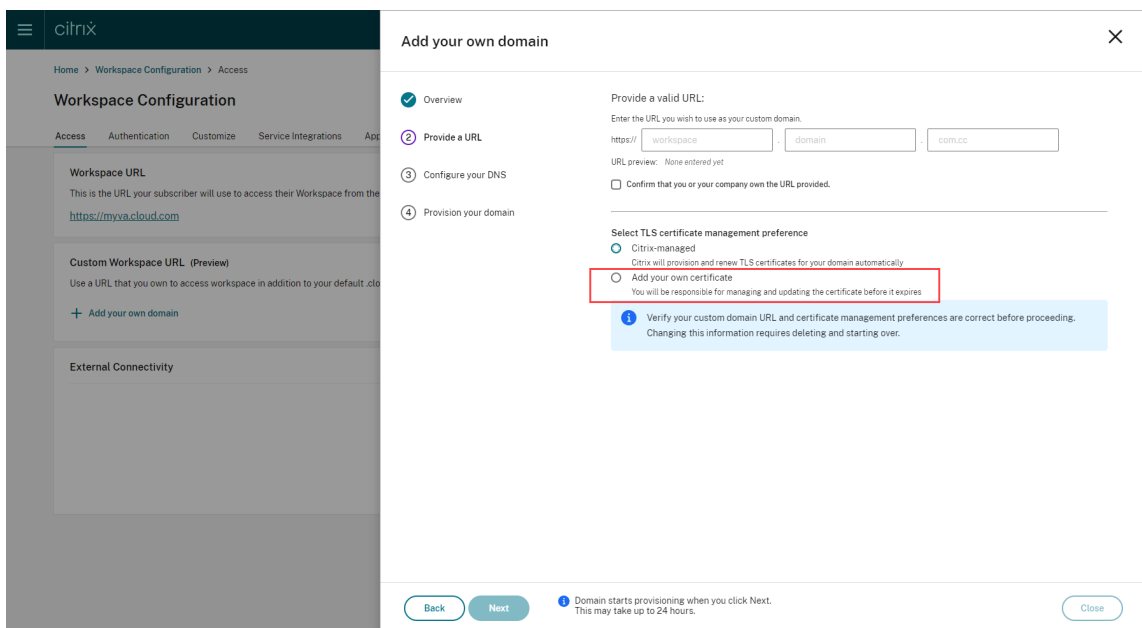 citrix
Home > Workspace Configuration > Access
Workspace Configuration
Access Authentication Customize Service Integrations App
Workspace URL
This is the URL your subscriber will use to access their Workspace from the
https://myva.cloud.com
Custom Workspace URL (Preview)
Use a URL that you own to access workspace in addition to your default .clo
+ Add your own domain
External Connectivity
Add your own domain
Overview
2 Provide a URL
3 Configure your DNS
4 Provision your domain
Provide a valid URL:
Enter the URL you wish to use as your custom domain.
https:// workspace . domain . com.cc
URL preview: None entered yet
Confirm that you or your company own the URL provided.
Select TLS certificate management preference
Citrix-managed
Citrix will provision and renew TLS certificates for your domain automatically
Add your own certificate
You will be responsible for managing and updating the certificate before it expires
Verify your custom domain URL and certificate management preferences are correct before proceeding.
Changing this information requires deleting and starting over.
Back Next
Domain starts provisioning when you click Next.
This may take up to 24 hours.
Close